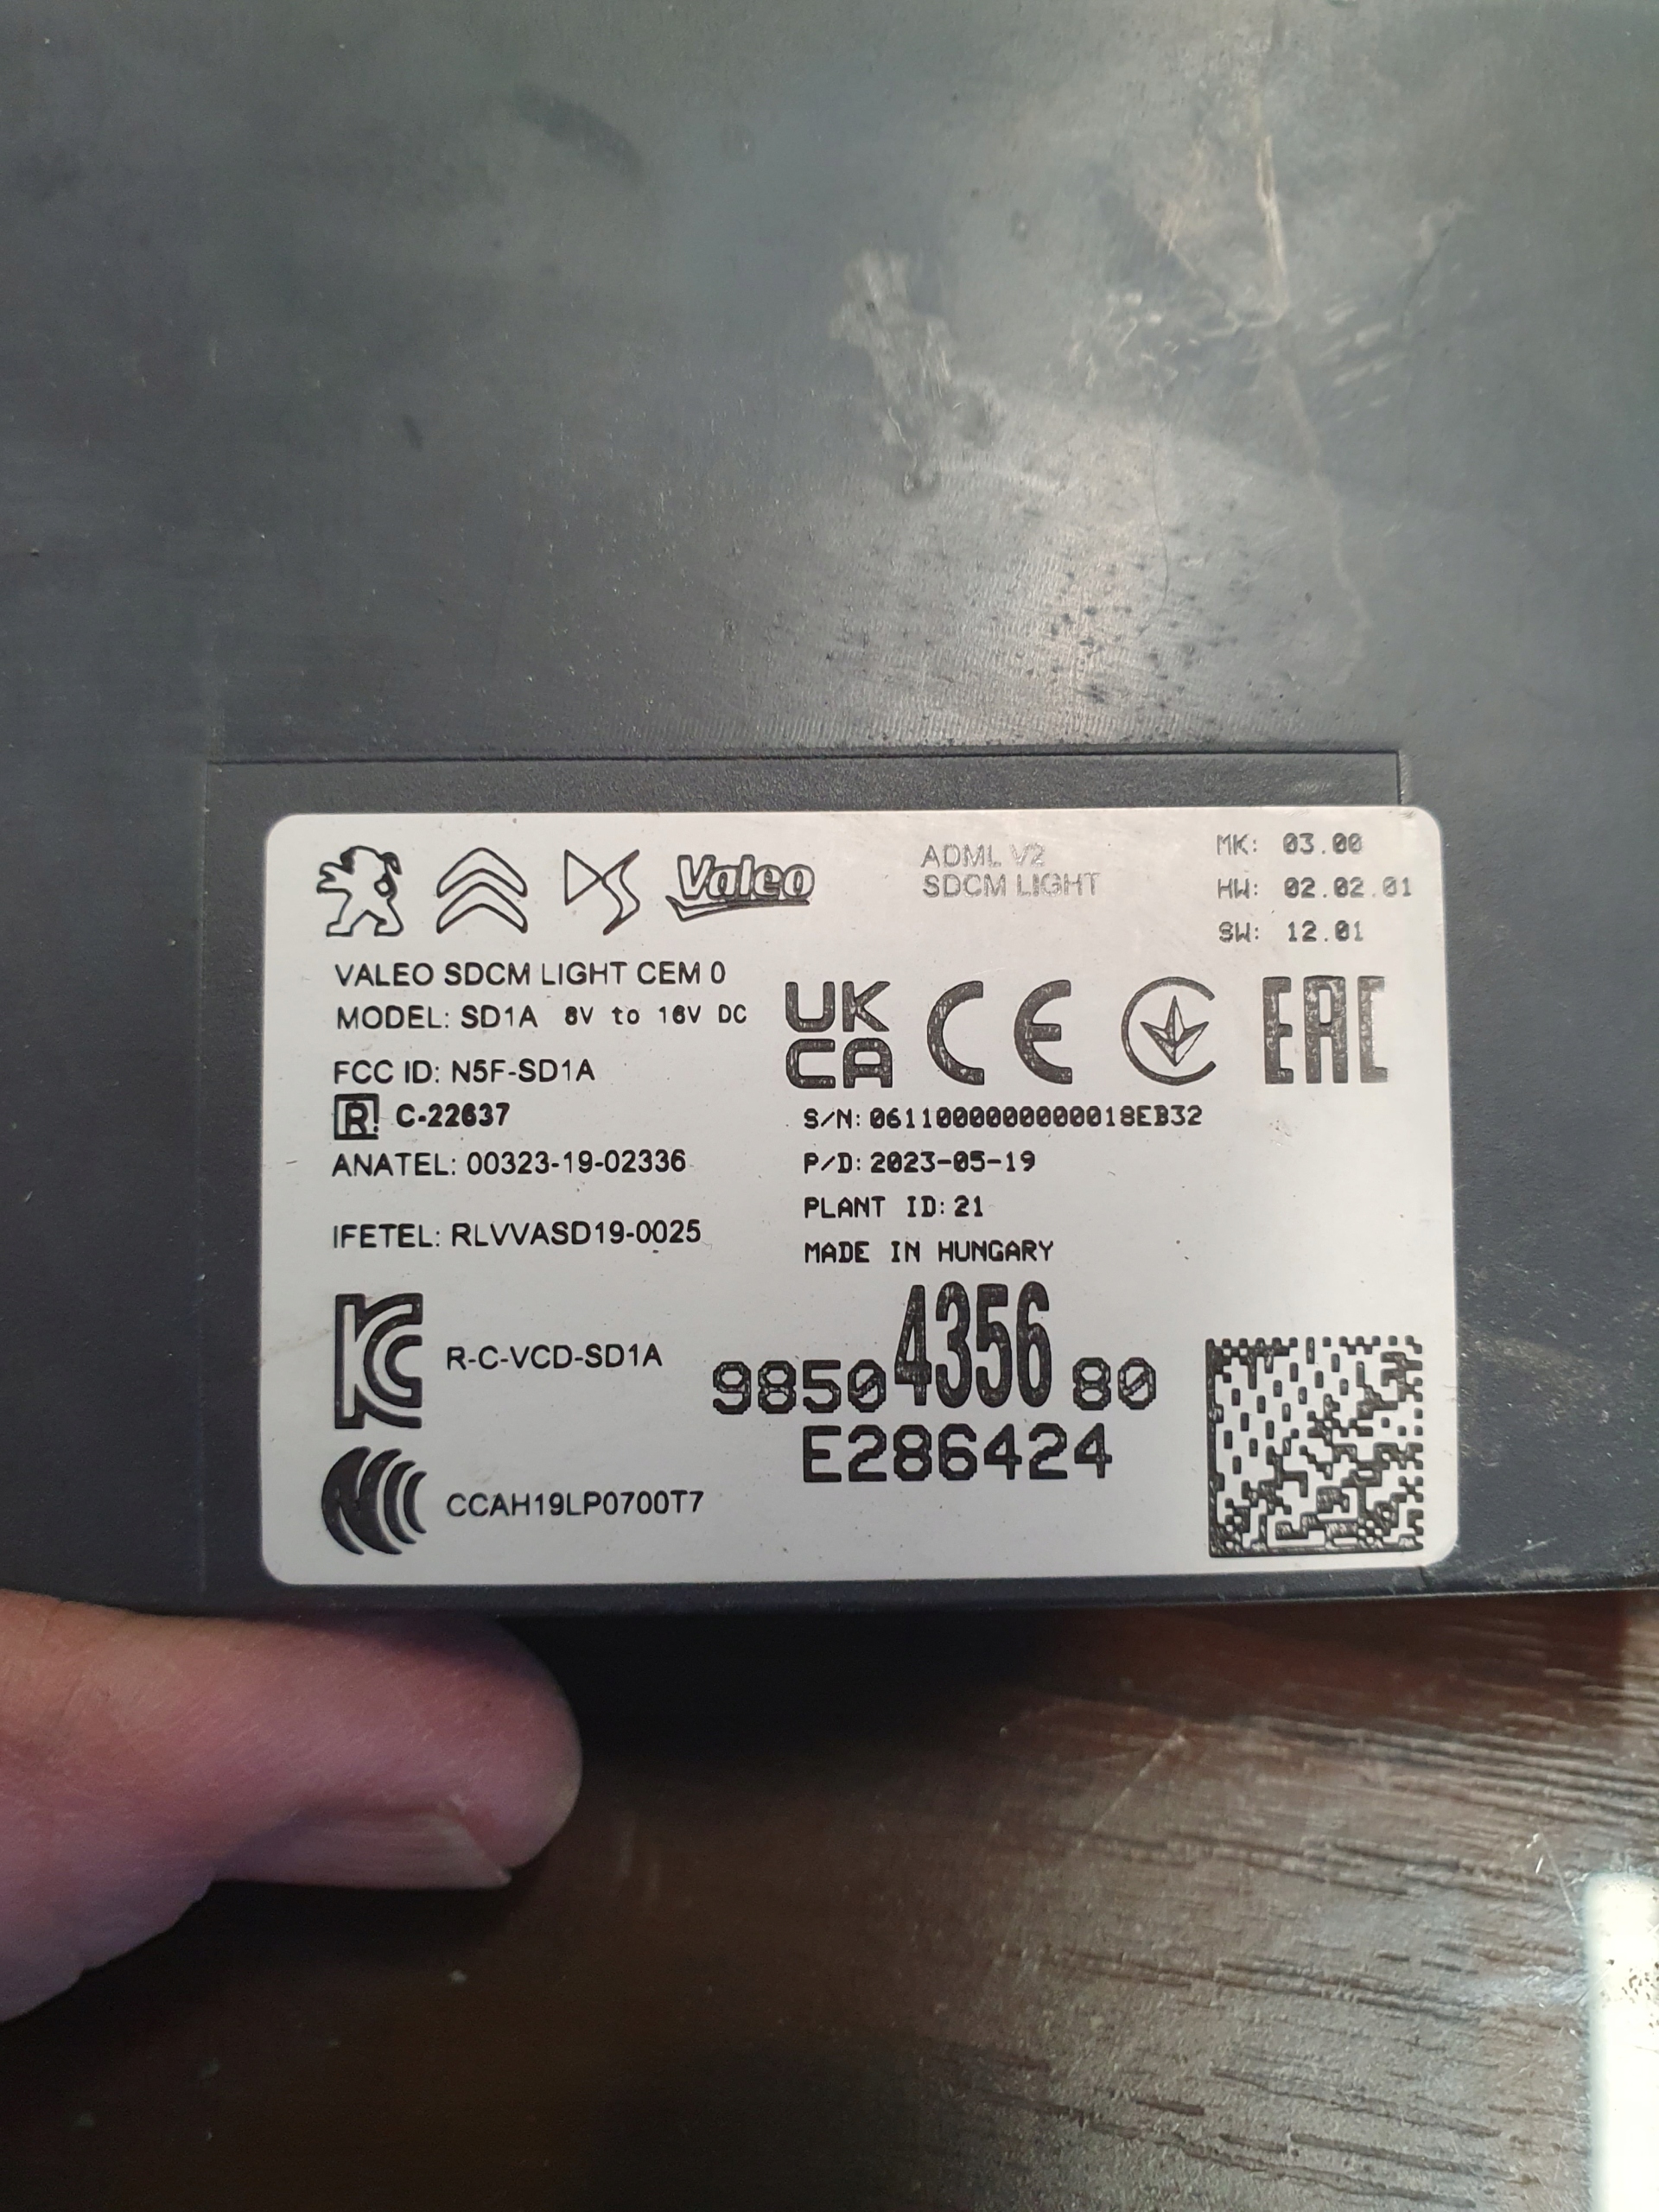 Valeo
ADML V2
SDCM LIGHT
MK: 03.00
HW: 02.02.01
SW: 12.01
VALEO SDCM LIGHT CEM 0
MODEL: SD1A 8V to 16V DC
UK
CA
CE
EAC
FCC ID: N5F-SD1A
R C-22637
ANATEL: 00323-19-02336
IFETEL: RLVVASD19-0025
S/N: 0611000000000018EB32
P/D: 2023-05-19
PLANT ID: 21
MADE IN HUNGARY
R-C-VCD-SD1A
98504356 80
E286424
CCAH19LP0700T7